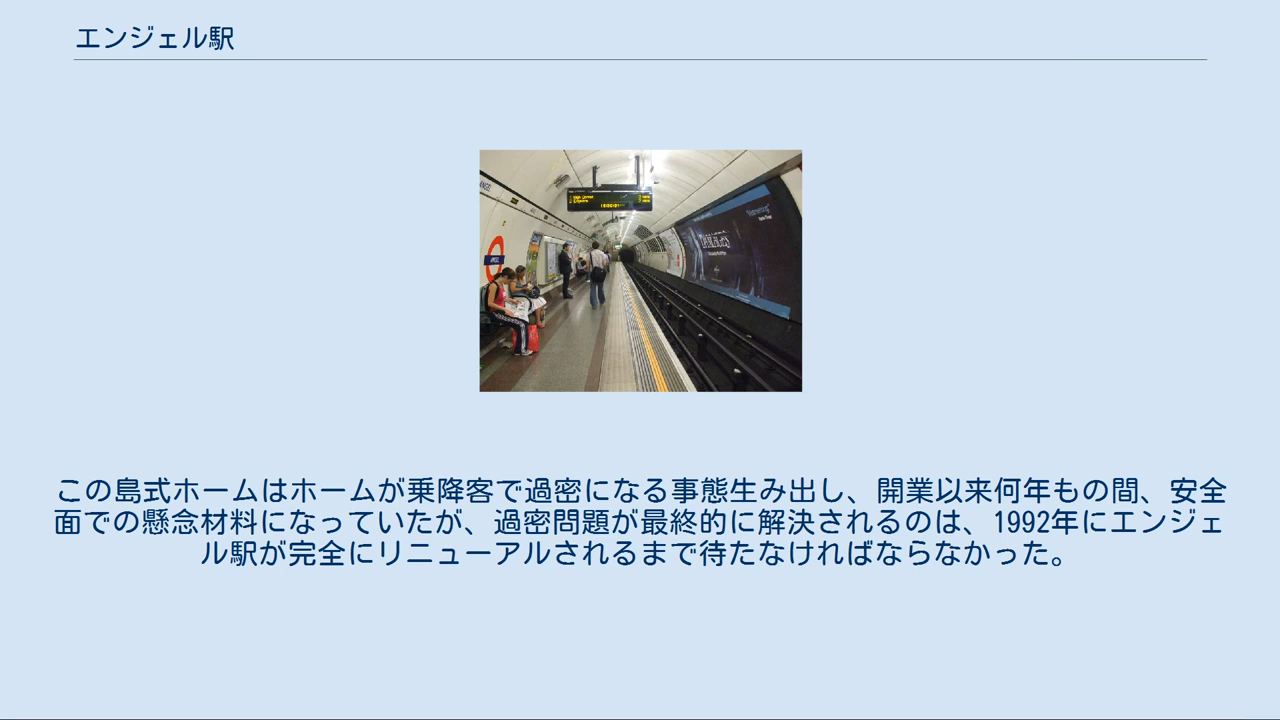 エンジェル駅
ANGEL
この島式ホームはホームが乗降客で過密になる事態生み出し、開業以来何年もの間、安全
面での懸念材料になっていたが、過密問題が最終的に解決されるのは、1992年にエンジェ
ル駅が完全にリニューアルされるまで待たなければならなかった。